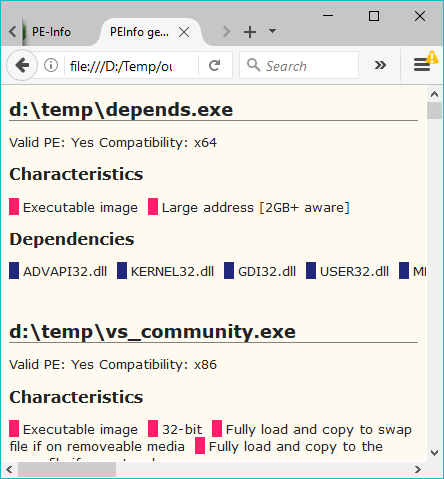 PE-Info
PEInfo ge...
file:///D:/Temp/ou
Search
d:\temp\depends.exe
Valid PE: Yes Compatibility: x64
Characteristics
Executable image Large address [2GB+ aware]
Dependencies
ADVAPI32.dll KERNEL32.dll GDI32.dll USER32.dll
d:\temp\vs_community.exe
Valid PE: Yes Compatibility: x86
Characteristics
Executable image 32-bit Fully load and copy to swap
file if on removeable media Fully load and copy to the